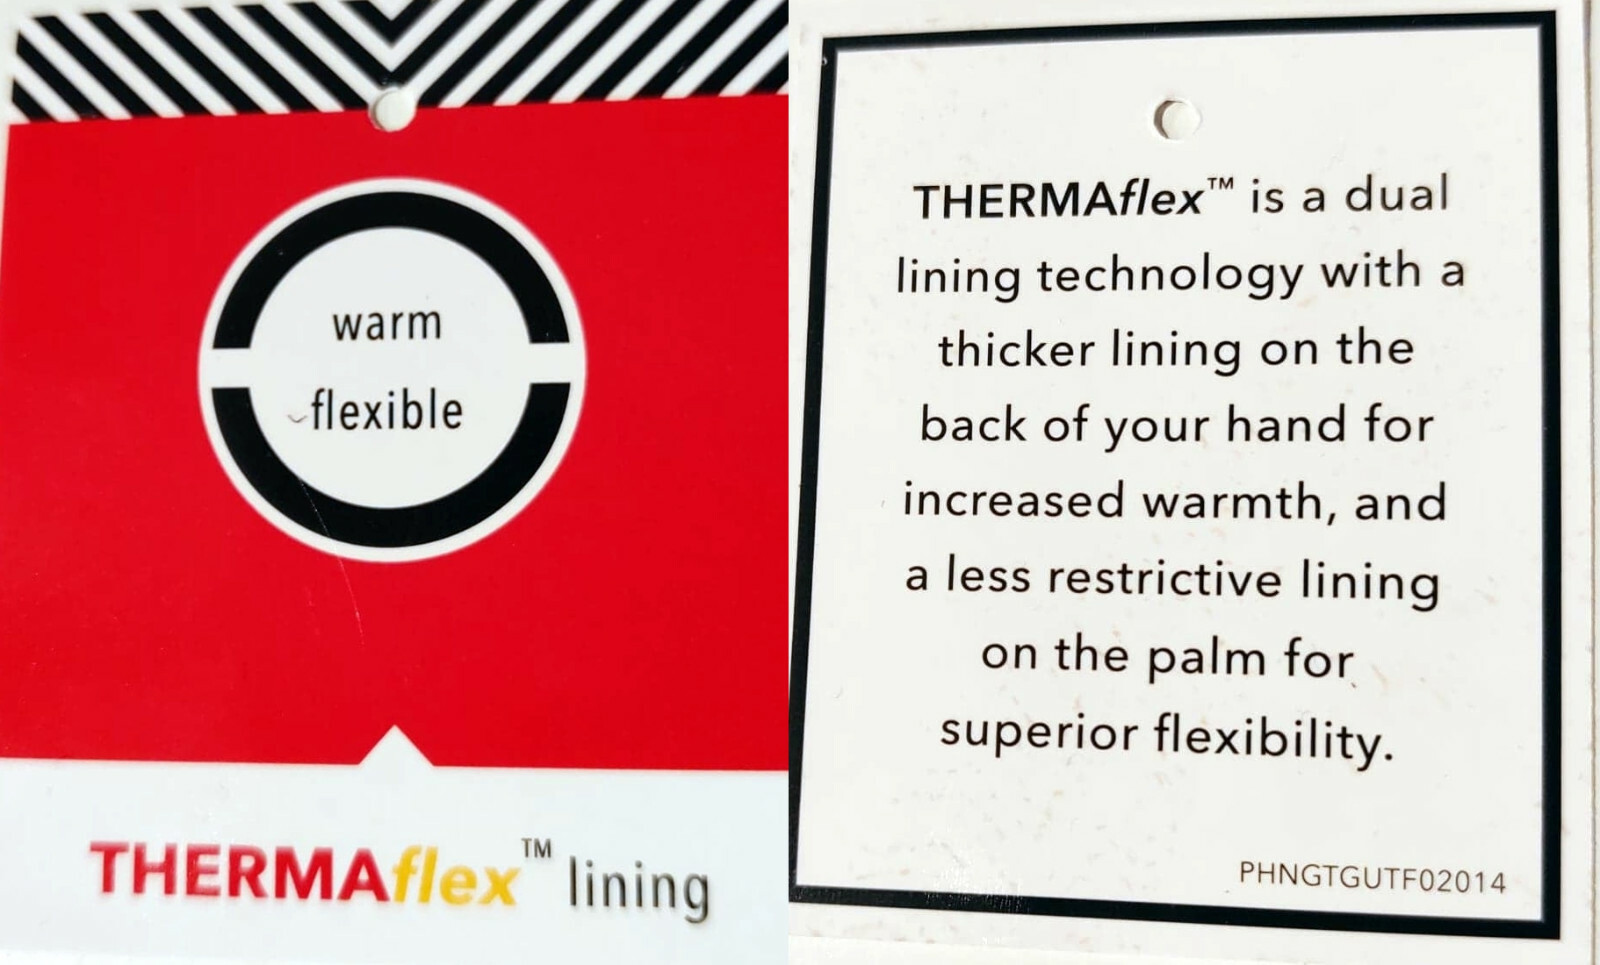 warm
flexible
THERMAflex™ lining
THERMAflex™ is a dual
lining technology with a
thicker lining on the
back of your hand for
increased warmth, and
a less restrictive lining
on the palm for
superior flexibility.
PHNGTGUTF02014